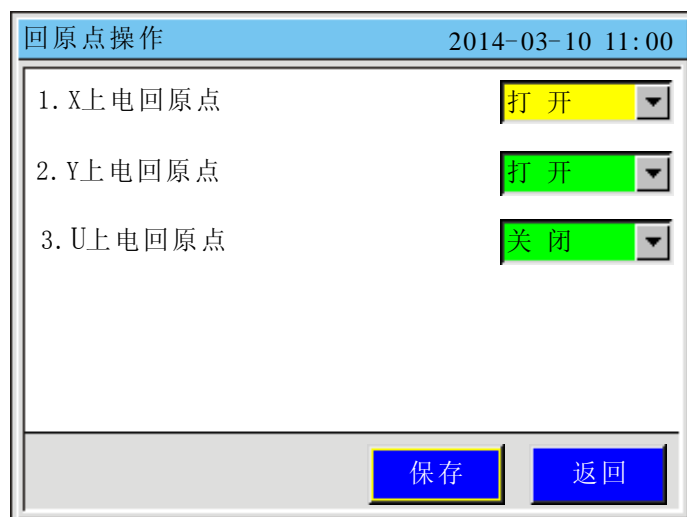 回原点操作 2014-03-10 11:00
1.X上电回原点 打 开
2.Y上电回原点 打 开
3.U上电回原点 关 闭
保存 返回